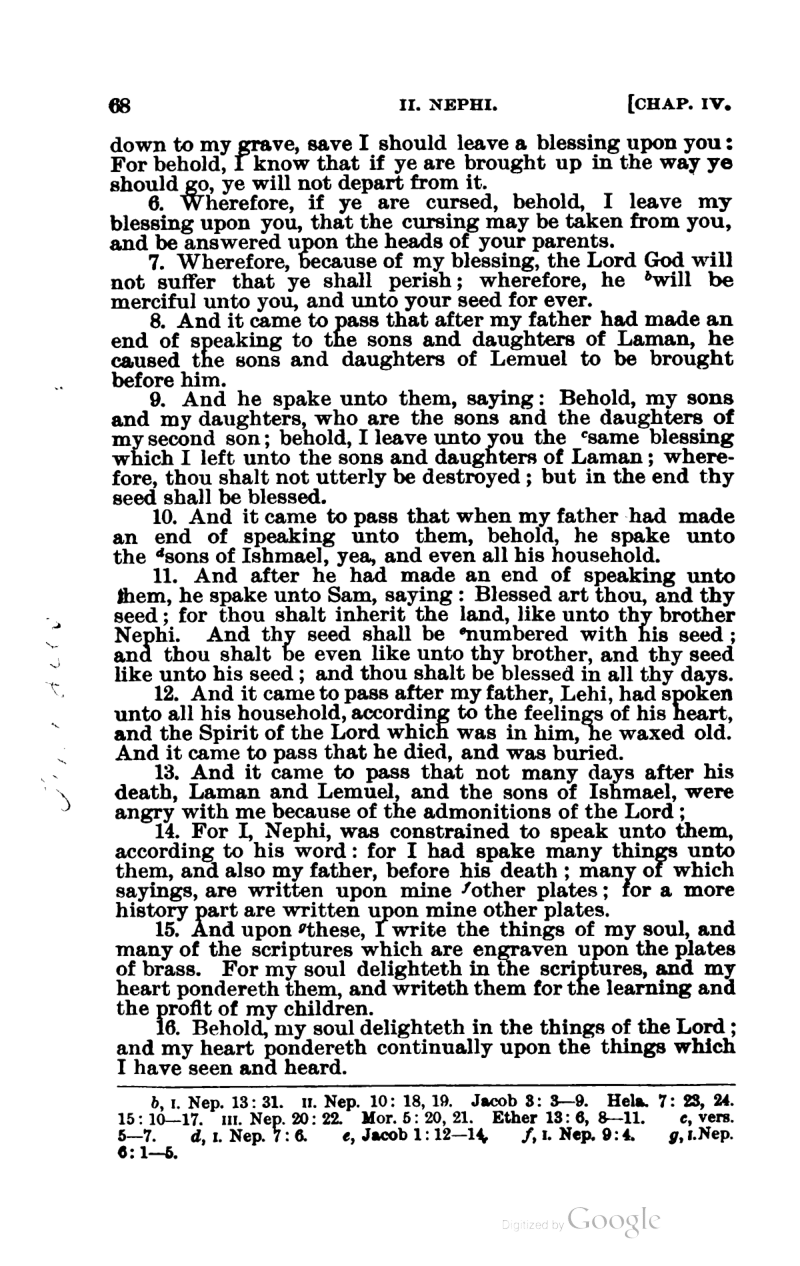 68 II. NEPHI. [CHAP. IV.
down to my grave, save I should leave a blessing upon you:
For behold, I know that if ye are brought up in the way ye
should go, ye will not depart from it.
6. Wherefore, if ye are cursed, behold, I leave my
blessing upon you, that the cursing may be taken from you,
and be answered upon the heads of your parents.
7. Wherefore, because of my blessing, the Lord God will
not suffer that ye shall perish; wherefore, he bwill be
merciful unto you, and unto your seed for ever.
8. And it came to pass that after my father had made an
end of speaking to the sons and daughters of Laman, he
caused the sons and daughters of Lemuel to be brought
before him.
9. And he spake unto them, saying: Behold, my sons
and my daughters, who are the sons and the daughters of
my second son; behold, I leave unto you the csame blessing
which I left unto the sons and daughters of Laman; where-
fore, thou shalt not utterly be destroyed; but in the end thy
seed shall be blessed.
10. And it came to pass that when my father had made
an end of speaking unto them, behold, he spake unto
the dsons of Ishmael, yea, and even all his household.
11. And after he had made an end of speaking unto
them, he spake unto Sam, saying: Blessed art thou, and thy
seed; for thou shalt inherit the land, like unto thy brother
Nephi. And thy seed shall be enumbered with his seed;
and thou shalt be even like unto thy brother, and thy seed
like unto his seed; and thou shalt be blessed in all thy days.
12. And it came to pass after my father, Lehi, had spoken
unto all his household, according to the feelings of his heart,
and the Spirit of the Lord which was in him, he waxed old.
And it came to pass that he died, and was buried.
13. And it came to pass that not many days after his
death, Laman and Lemuel, and the sons of Ishmael, were
angry with me because of the admonitions of the Lord;
14. For I, Nephi, was constrained to speak unto them,
according to his word: for I had spake many things unto
them, and also my father, before his death; many of which
sayings, are written upon mine fother plates; for a more
history part are written upon mine other plates.
15. And upon gthese, I write the things of my soul, and
many of the scriptures which are engraven upon the plates
of brass. For my soul delighteth in the scriptures, and my
heart pondereth them, and writeth them for the learning and
the profit of my children.
16. Behold, my soul delighteth in the things of the Lord;
and my heart pondereth continually upon the things which
I have seen and heard.
b, I. Nep. 13: 31. II. Nep. 10: 18, 19. Jacob 3: 3—9. Hela. 7: 23, 24.
15: 10—17. III. Nep. 20: 22. Mor. 5: 20, 21. Ether 13: 6, 8—11. c, vers.
5—7. d, I. Nep. 7: 6. e, Jacob 1: 12—14. f, I. Nep. 9: 4. g, I. Nep.
6: 1—5.
Digitized by Google